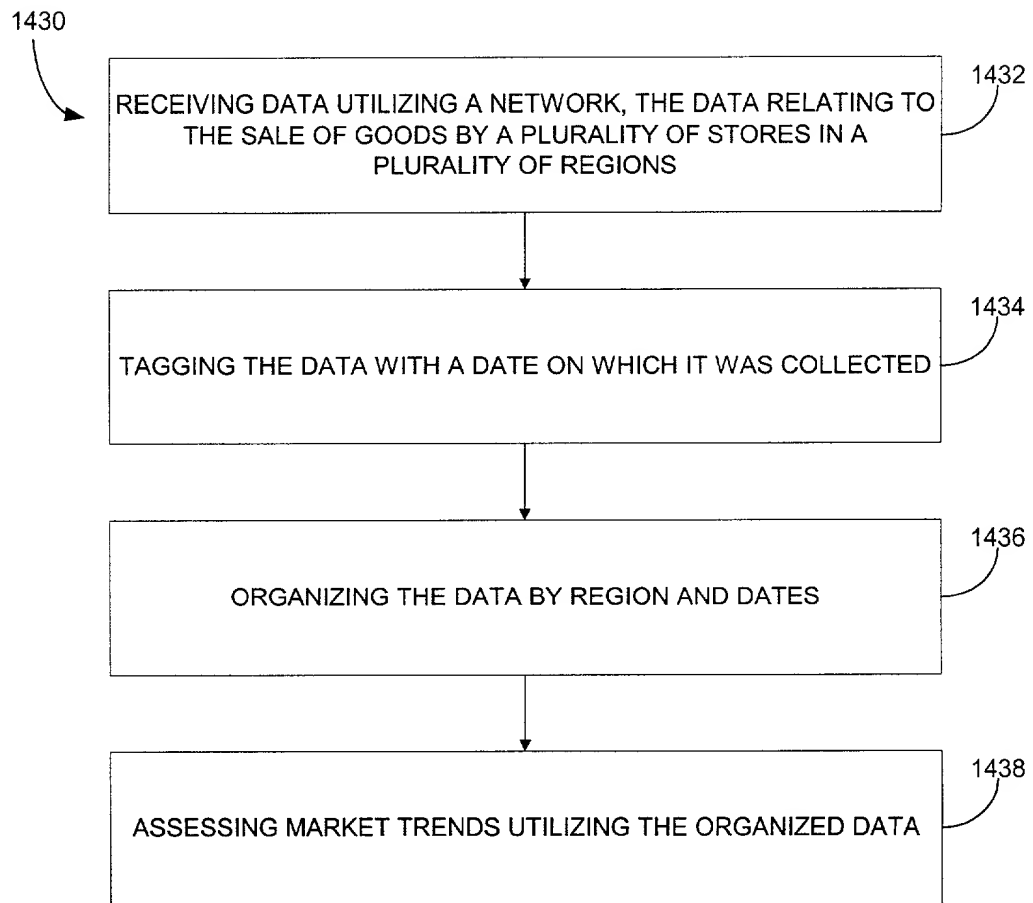 1430
1432
RECEIVING DATA UTILIZING A NETWORK, THE DATA RELATING TO
THE SALE OF GOODS BY A PLURALITY OF STORES IN A
PLURALITY OF REGIONS
1434
TAGGING THE DATA WITH A DATE ON WHICH IT WAS COLLECTED
1436
ORGANIZING THE DATA BY REGION AND DATES
1438
ASSESSING MARKET TRENDS UTILIZING THE ORGANIZED DATA